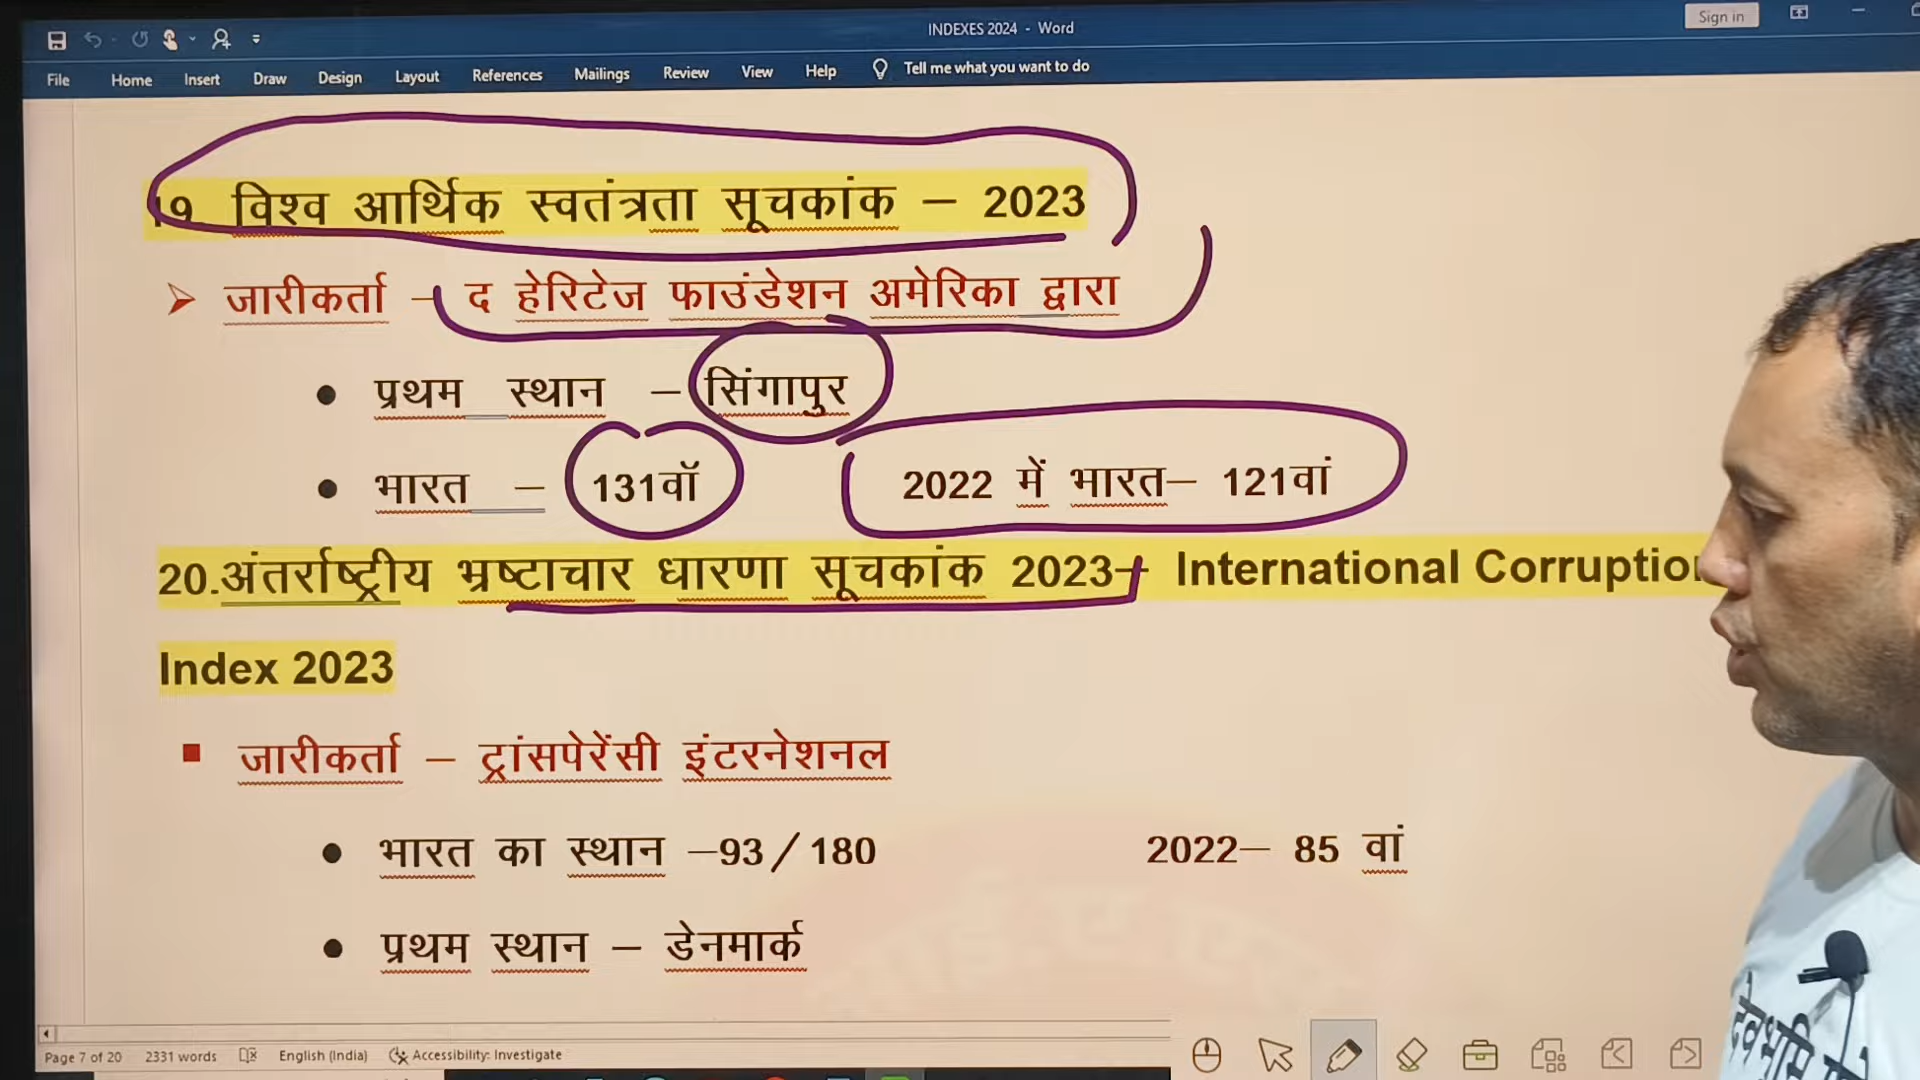 INDEXES 2024 - Word
Sign in
File Home Insert Draw Design Layout References Mailings Review View Help Tell me what you want to do
19 विश्व आर्थिक स्वतंत्रता सूचकांक – 2023
जारीकर्ता – द हेरिटेज फाउंडेशन अमेरिका द्वारा
प्रथम स्थान – सिंगापुर
भारत – 131वॉ 2022 में भारत– 121वां
20.अंतर्राष्ट्रीय भ्रष्टाचार धारणा सूचकांक 2023– International Corruption
Index 2023
जारीकर्ता – ट्रांसपेरेंसी इंटरनेशनल
भारत का स्थान –93/180 2022– 85 वां
प्रथम स्थान – डेनमार्क
Page 7 of 20 2331 words English (India) Accessibility: Investigate